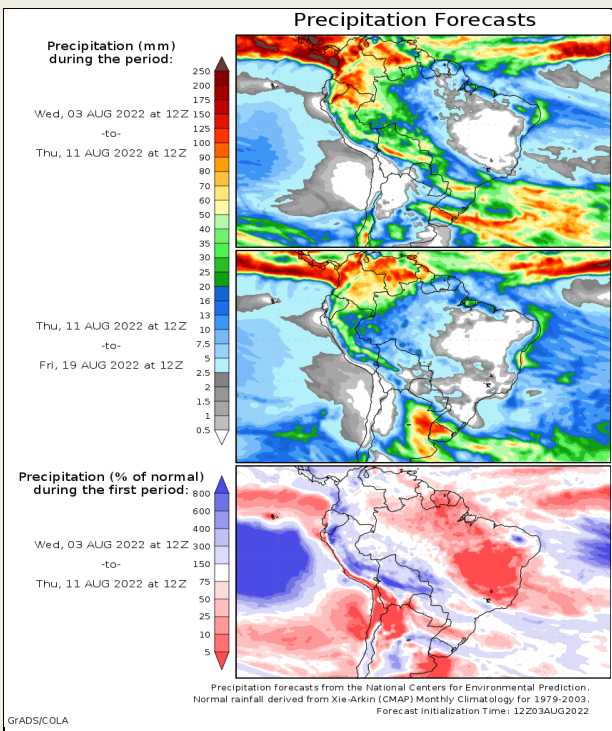 Precipitation Forecasts
Precipitation (mm)
during the period:
Wed, 03 AUG 2022 at 12Z
-to-
Thu, 11 AUG 2022 at 12Z
250
200
175
150
125
100
90
80
70
60
50
40
35
30
25
20
16
13
10
7.5
5
2.5
2
1.5
1
0.5
Thu, 11 AUG 2022 at 12Z
-to-
Fri, 19 AUG 2022 at 12Z
Precipitation (% of normal)
during the first period:
Wed, 03 AUG 2022 at 12Z
-to-
Thu, 11 AUG 2022 at 12Z
800
600
400
300
150
75
50
25
10
5
Precipitation forecasts from the National Centers for Environmental Prediction.
Normal rainfall derived from Xie-Arkin (CMAP) Monthly Climatology for 1979-2003.
Forecast Initialization Time: 12Z03AUG2022
GrADS/COLA